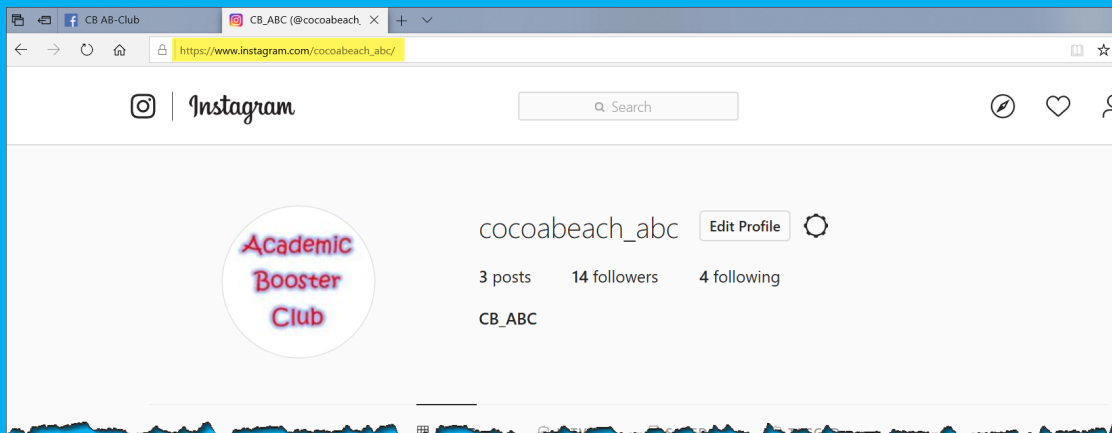 CB AB-Club
CB_ABC (@cocoabeach_
https://www.instagram.com/cocoabeach_abc/
Instagram
Search
cocoabeach_abc Edit Profile
3 posts 14 followers 4 following
CB_ABC
Academic
Booster
Club